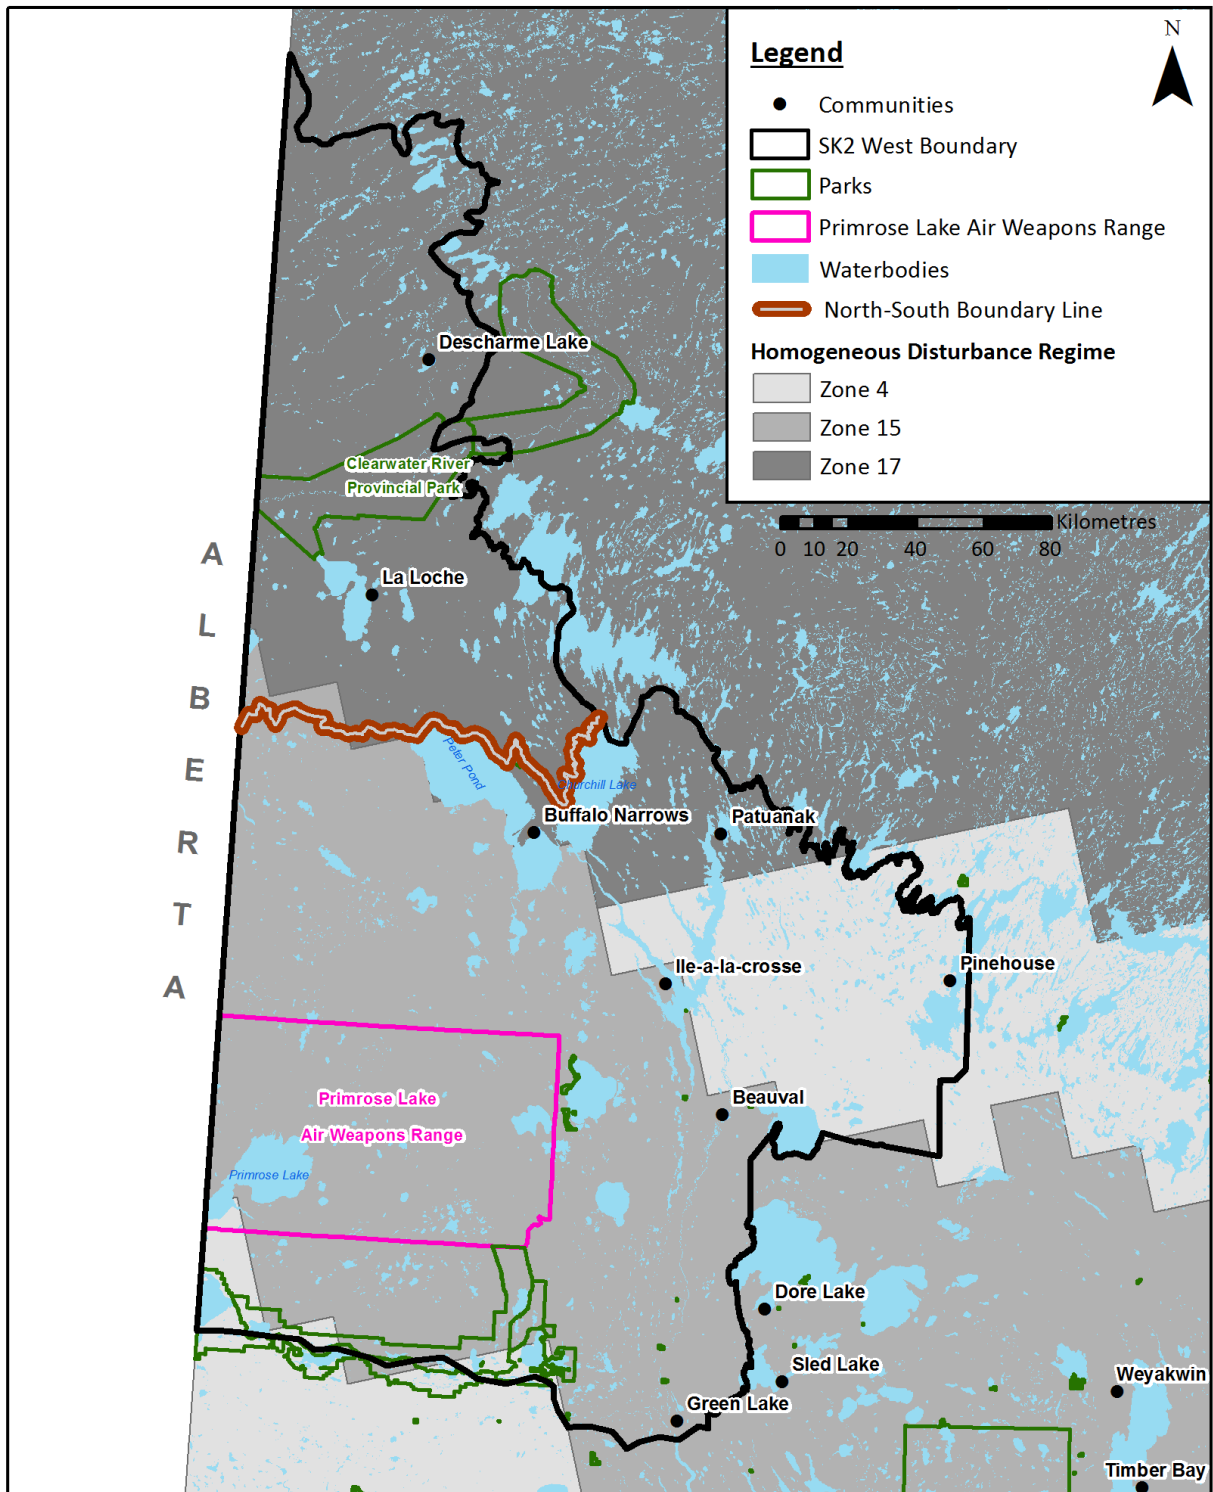 N
Legend
Communities
SK2 West Boundary
Parks
Primrose Lake Air Weapons Range
Waterbodies
North-South Boundary Line
Homogeneous Disturbance Regime
Zone 4
Zone 15
Zone 17
Kilometres
0 10 20 40 60 80
Descharme Lake
Clearwater River
Provincial Park
La Loche
ALBERTA
Peter Pond
Churchill Lake
Buffalo Narrows
Patuanak
Ile-a-la-crosse
Pinehouse
Primrose Lake
Air Weapons Range
Beauval
Primrose Lake
Dore Lake
Sled Lake
Weyakwin
Green Lake
Timber Bay